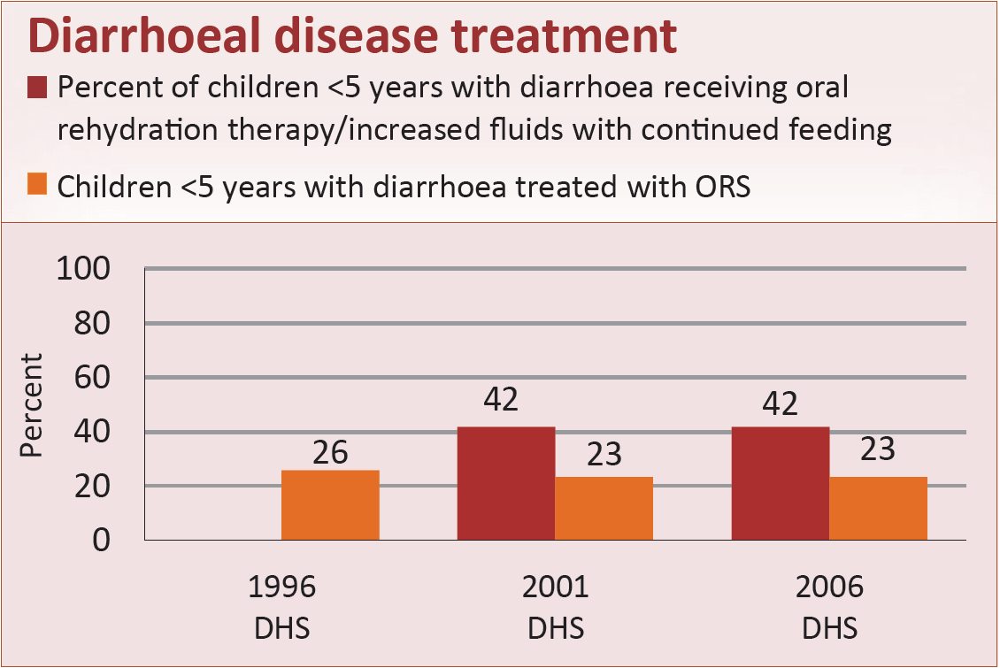 Diarrhoeal disease treatment
Percent of children <5 years with diarrhoea receiving oral
rehydration therapy/increased fluids with continued feeding
Children <5 years with diarrhoea treated with ORS
Percent
100
80
60
40
20
0
26
42
23
42
23
1996
DHS
2001
DHS
2006
DHS